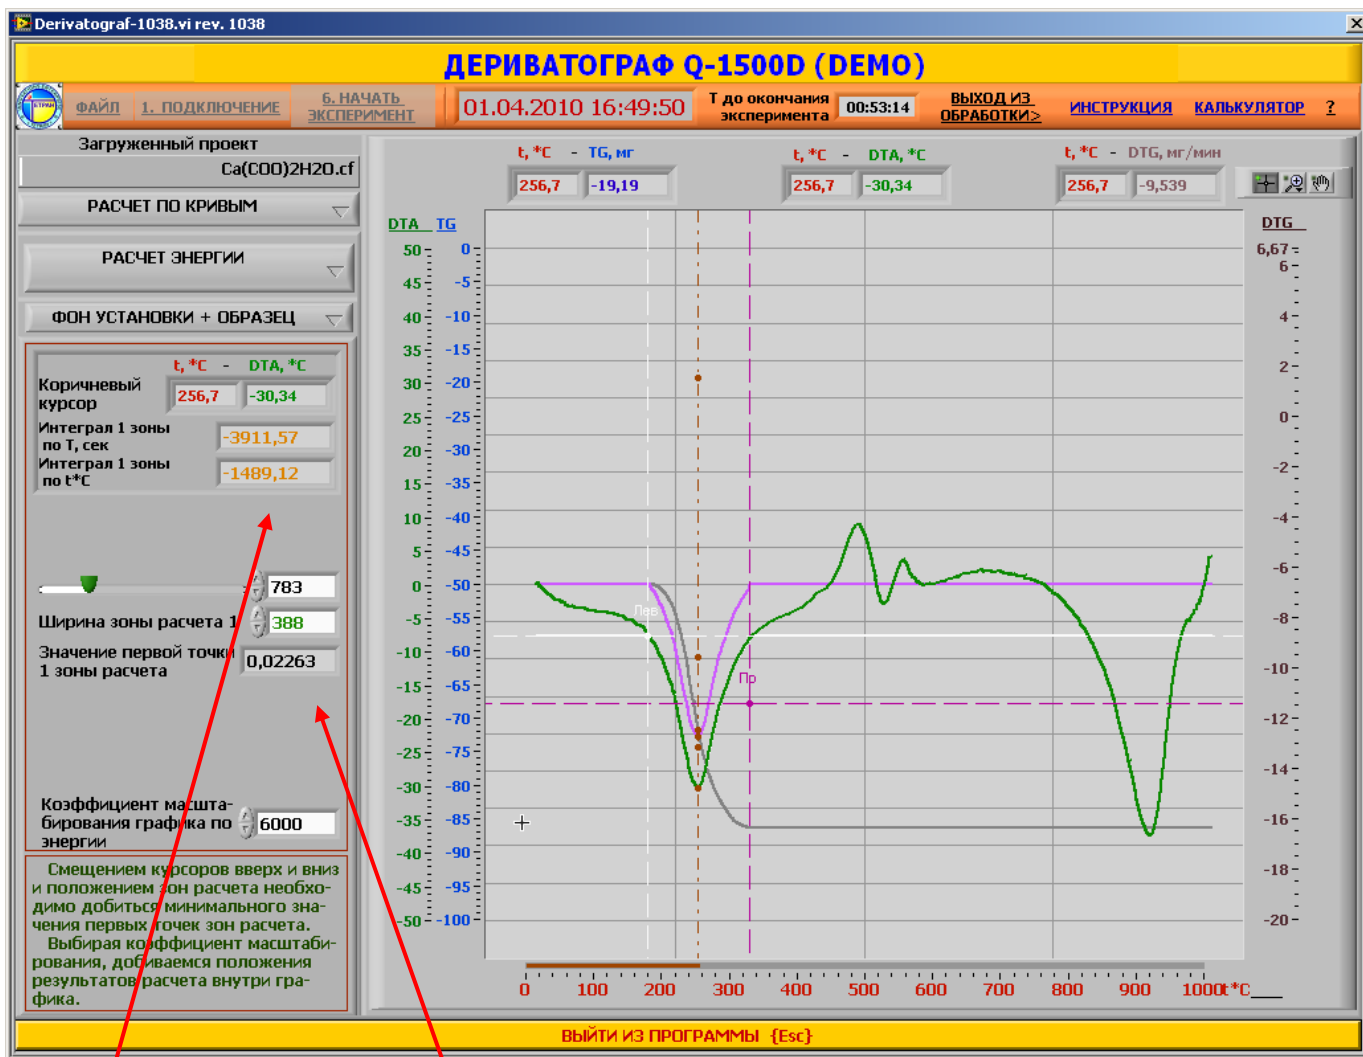 Derivatograf-1038.vi rev. 1038
ДЕРИВАТОГРАФ Q-1500D (DEMO)
ФАЙЛ
1. ПОДКЛЮЧЕНИЕ
6. НАЧАТЬ
ЭКСПЕРИМЕНТ
01.04.2010 16:49:50
Т до окончания
эксперимента
00:53:14
ВЫХОД ИЗ
ОБРАБОТКИ>
ИНСТРУКЦИЯ
КАЛЬКУЛЯТОР
?
Загруженный проект
Ca(COO)2H2O.cf
РАСЧЕТ ПО КРИВЫМ
РАСЧЕТ ЭНЕРГИИ
ФОН УСТАНОВКИ + ОБРАЗЕЦ
t, *C - DTA, *C
Коричневый
курсор
256,7 -30,34
Интеграл 1 зоны
по Т, сек
-3911,57
Интеграл 1 зоны
по t*C
-1489,12
783
Ширина зоны расчета 1
388
Значение первой точки
1 зоны расчета
0,02263
Коэффициент масшта-
бирования графика по
энергии
6000
Смещением курсоров вверх и вниз
и положением зон расчета необхо-
димо добиться минимального зна-
чения первых точек зон расчета.
Выбирая коэффициент масштаби-
рования, добиваемся положения
результатов расчета внутри гра-
фика.
t, *C - TG, мг
256,7 -19,19
t, *C - DTA, *C
256,7 -30,34
t, *C - DTG, мг/мин
256,7 -9,539
DTA TG
50 0
45 -5
40 -10
35 -15
30 -20
25 -25
20 -30
15 -35
10 -40
5 -45
0 -50
-5 -55
-10 -60
-15 -65
-20 -70
-25 -75
-30 -80
-35 -85
-40 -90
-45 -95
-50 -100
Лев
Пр
DTG
6,67
6
4
2
0
-2
-4
-6
-8
-10
-12
-14
-16
-18
-20
0 100 200 300 400 500 600 700 800 900 1000 t*C
ВЫЙТИ ИЗ ПРОГРАММЫ {Esc}